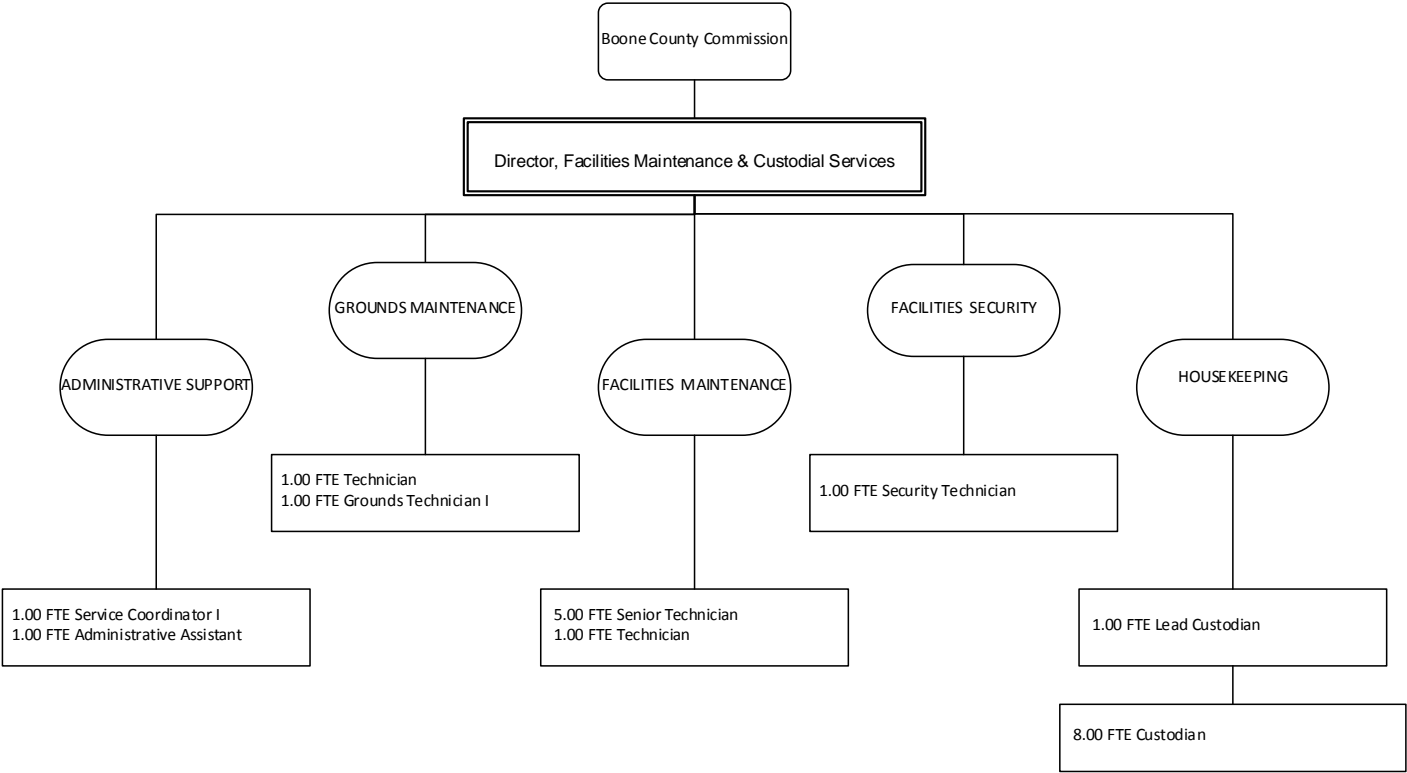 Boone County Commission
Director, Facilities Maintenance & Custodial Services
GROUNDS MAINTENANCE
FACILITIES SECURITY
ADMINISTRATIVE SUPPORT
FACILITIES MAINTENANCE
HOUSEKEEPING
1.00 FTE Technician
1.00 FTE Grounds Technician I
1.00 FTE Security Technician
1.00 FTE Service Coordinator I
1.00 FTE Administrative Assistant
5.00 FTE Senior Technician
1.00 FTE Technician
1.00 FTE Lead Custodian
8.00 FTE Custodian